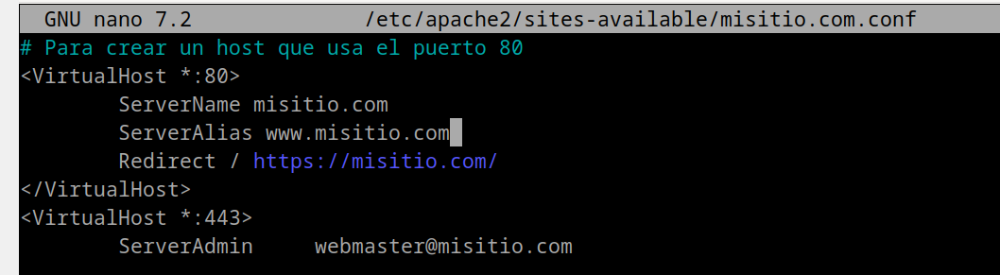 GNU nano 7.2 /etc/apache2/sites-available/misitio.com.conf
# Para crear un host que usa el puerto 80
<VirtualHost *:80>
ServerName misitio.com
ServerAlias www.misitio.com
Redirect / https://misitio.com/
</VirtualHost>
<VirtualHost *:443>
ServerAdmin webmaster@misitio.com